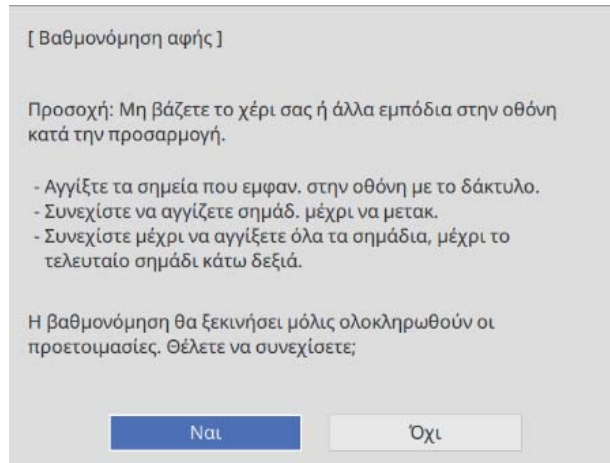 [ Βαθμονόμηση αφής ]
Προσοχή: Μη βάζετε το χέρι σας ή άλλα εμπόδια στην οθόνη
κατά την προσαρμογή.
- Αγγίξτε τα σημεία που εμφαν. στην οθόνη με το δάκτυλο.
- Συνεχίστε να αγγίζετε σημάδ. μέχρι να μετακ.
- Συνεχίστε μέχρι να αγγίξετε όλα τα σημάδια, μέχρι το
τελευταίο σημάδι κάτω δεξιά.
Η βαθμονόμηση θα ξεκινήσει μόλις ολοκληρωθούν οι
προετοιμασίες. Θέλετε να συνεχίσετε;
Ναι Όχι